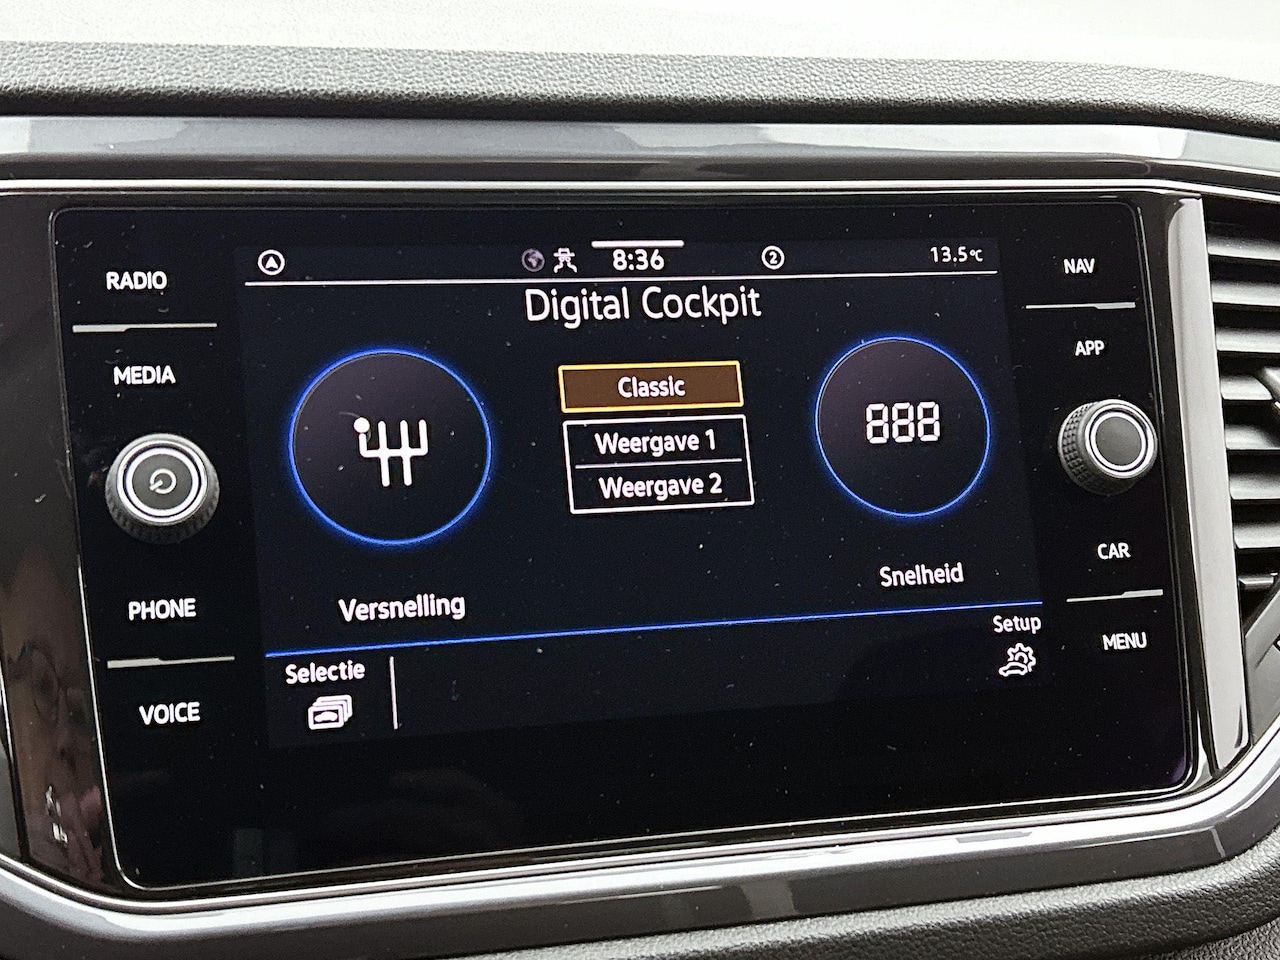 RADIO
MEDIA
PHONE
VOICE
8:36
2
13.5°C
Digital Cockpit
Classic
Weergave 1
Weergave 2
888
Versnelling
Snelheid
Selectie
Setup
NAV
APP
CAR
MENU